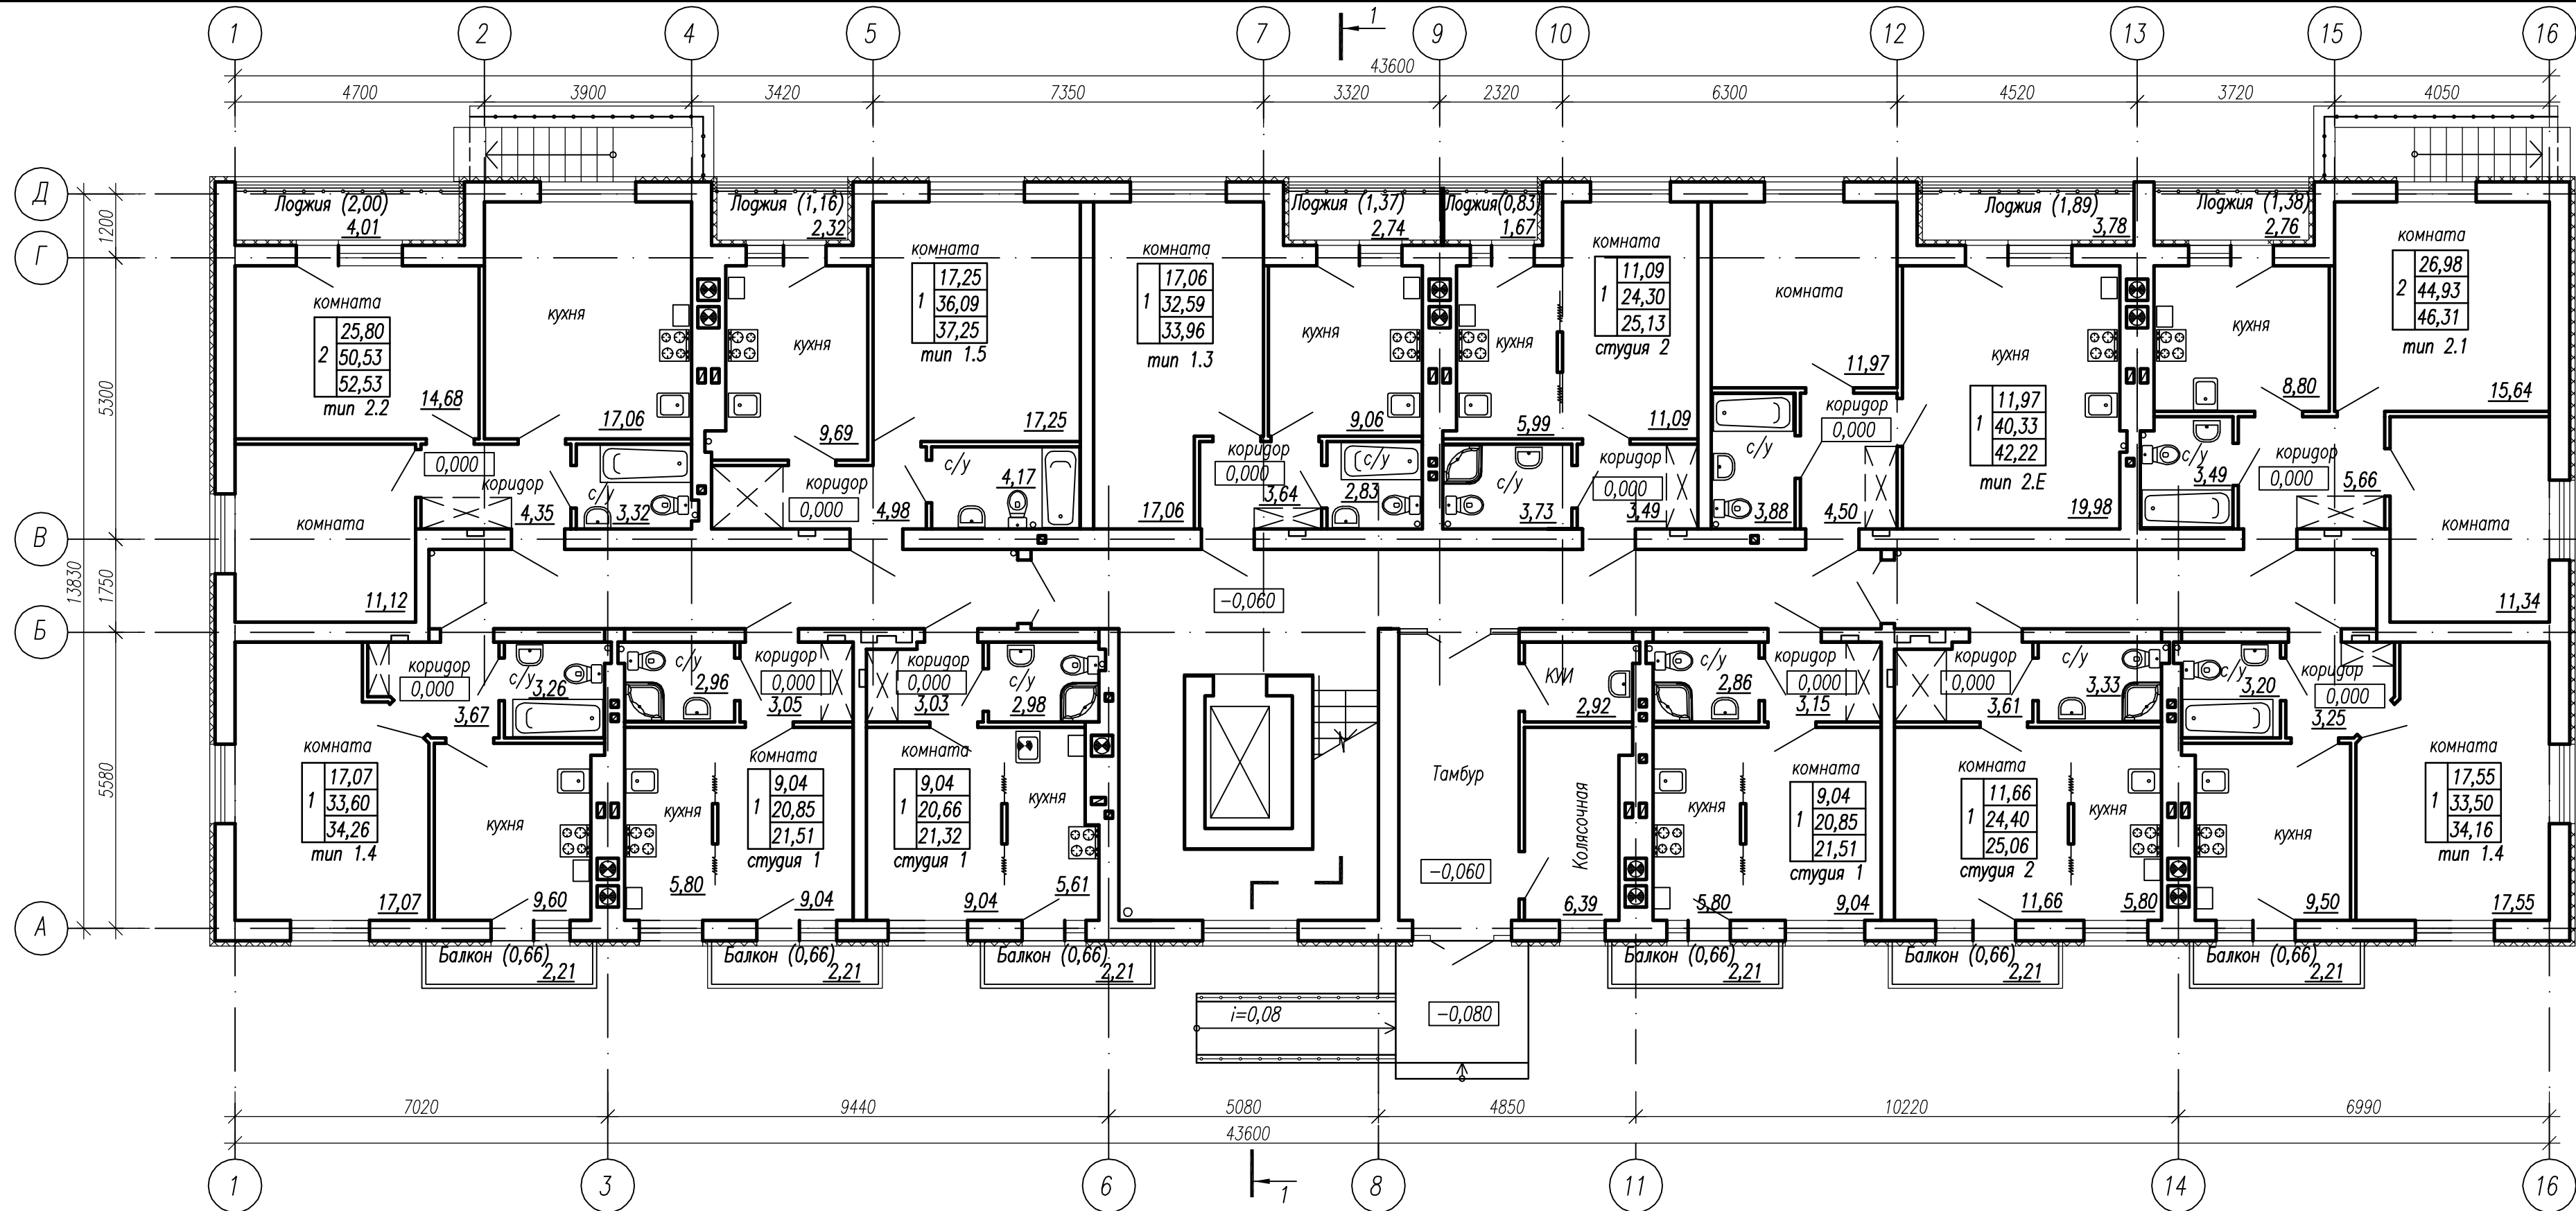 1 2 4 5 7 1 9 10 12 13 15 16
43600
4700 3900 3420 7350 3320 2320 6300 4520 3720 4050
Д
Г
В
Б
А
1200
5300
1750
5580
13830
Лоджия (2,00)
4,01
Лоджия (1,16)
2,32
Лоджия (1,37)
2,74
Лоджия(0,83)
1,67
Лоджия (1,89)
3,78
Лоджия (1,38)
2,76
комната
2
25,80
50,53
52,53
тип 2.2
14,68
кухня
17,06
0,000
коридор
4,35
с/у
3,32
комната
11,12
кухня
9,69
комната
1
17,25
36,09
37,25
тип 1.5
17,25
коридор
0,000
4,98
с/у
4,17
комната
1
17,06
32,59
33,96
тип 1.3
17,06
кухня
9,06
коридор
0,000
3,64
с/у
2,83
кухня
5,99
комната
1
11,09
24,30
25,13
студия 2
11,09
с/у
3,73
коридор
0,000
3,49
комната
11,97
с/у
3,88
коридор
0,000
4,50
кухня
1
11,97
40,33
42,22
тип 2.Е
19,98
кухня
8,80
комната
2
26,98
44,93
46,31
тип 2.1
15,64
с/у
3,49
коридор
0,000
5,66
комната
11,34
-0,060
коридор
0,000
3,67
с/у
3,26
комната
1
17,07
33,60
34,26
тип 1.4
17,07
кухня
9,60
с/у
2,96
коридор
0,000
3,05
кухня
5,80
комната
1
9,04
20,85
21,51
студия 1
9,04
коридор
0,000
3,03
с/у
2,98
комната
1
9,04
20,66
21,32
студия 1
9,04
кухня
5,61
Тамбур
-0,060
КУИ
2,92
Колясочная
6,39
с/у
2,86
коридор
0,000
3,15
кухня
5,80
комната
1
9,04
20,85
21,51
студия 1
9,04
коридор
0,000
3,61
3,33
комната
1
11,66
24,40
25,06
студия 2
11,66
кухня
5,80
с/у
3,20
коридор
0,000
3,25
кухня
9,50
комната
1
17,55
33,50
34,16
тип 1.4
17,55
Балкон (0,66)
2,21
Балкон (0,66)
2,21
Балкон (0,66)
2,21
Балкон (0,66)
2,21
Балкон (0,66)
2,21
Балкон (0,66)
2,21
i=0,08
-0,080
7020 9440 5080 4850 10220 6990
43600
1 3 6 1 8 11 14 16